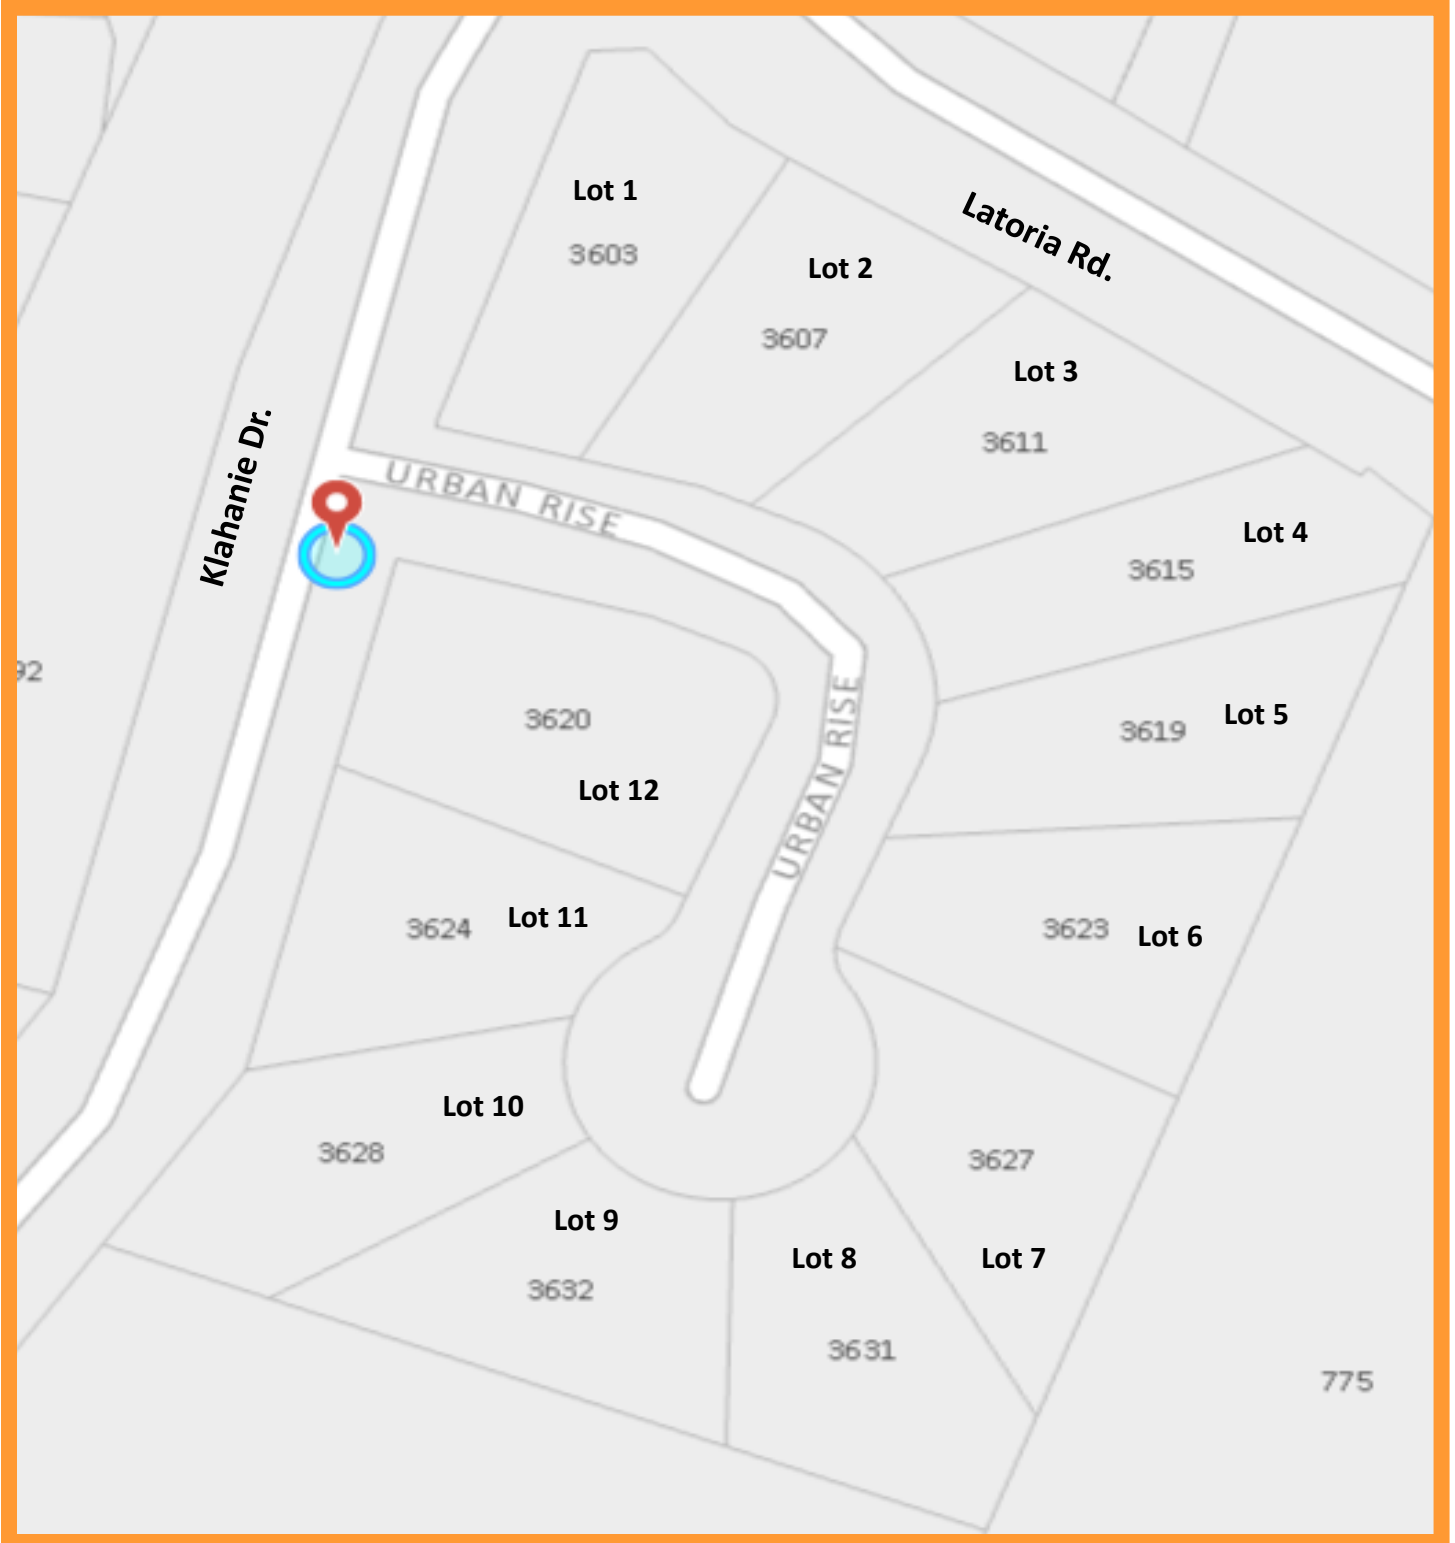 Lot 1
3603
Latoria Rd.
Lot 2
3607
Lot 3
3611
Klahanie Dr.
URBAN RISE
Lot 4
3615
3620
Lot 12
URBAN RISE
3619 Lot 5
3624 Lot 11
3623 Lot 6
Lot 10
3628
3627
Lot 9
3632
Lot 8
3631
Lot 7
775